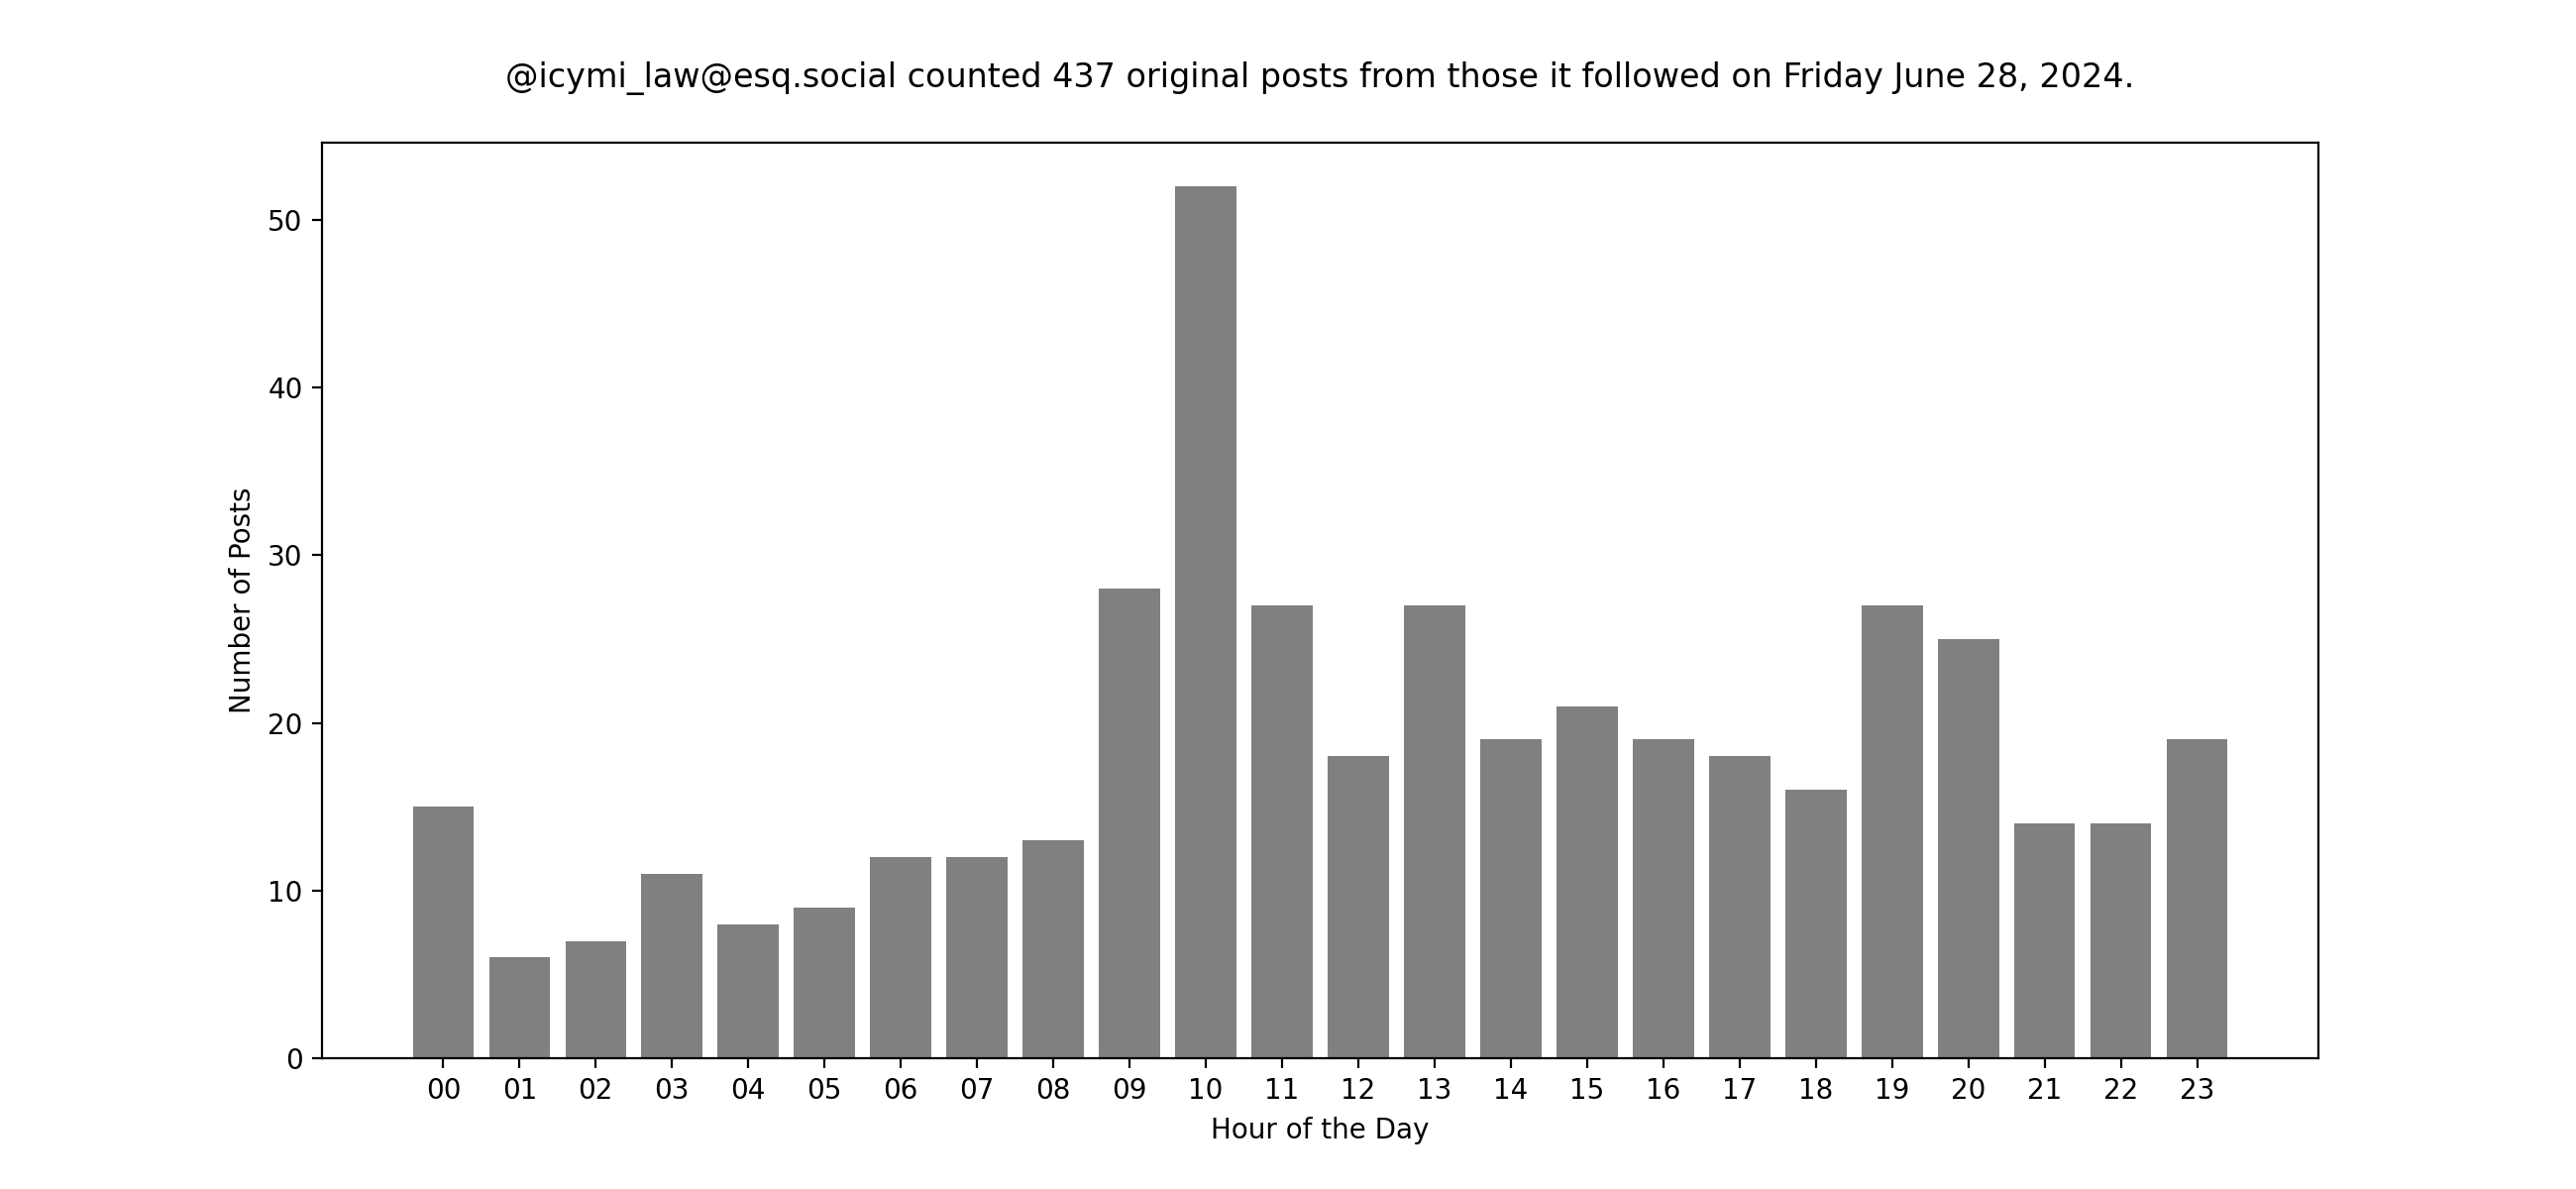 @icymi_law@esq.social counted 437 original posts from those it followed on Friday June 28, 2024.
50
40
30
20
10
0
Number of Posts
00 01 02 03 04 05 06 07 08 09 10 11 12 13 14 15 16 17 18 19 20 21 22 23
Hour of the Day